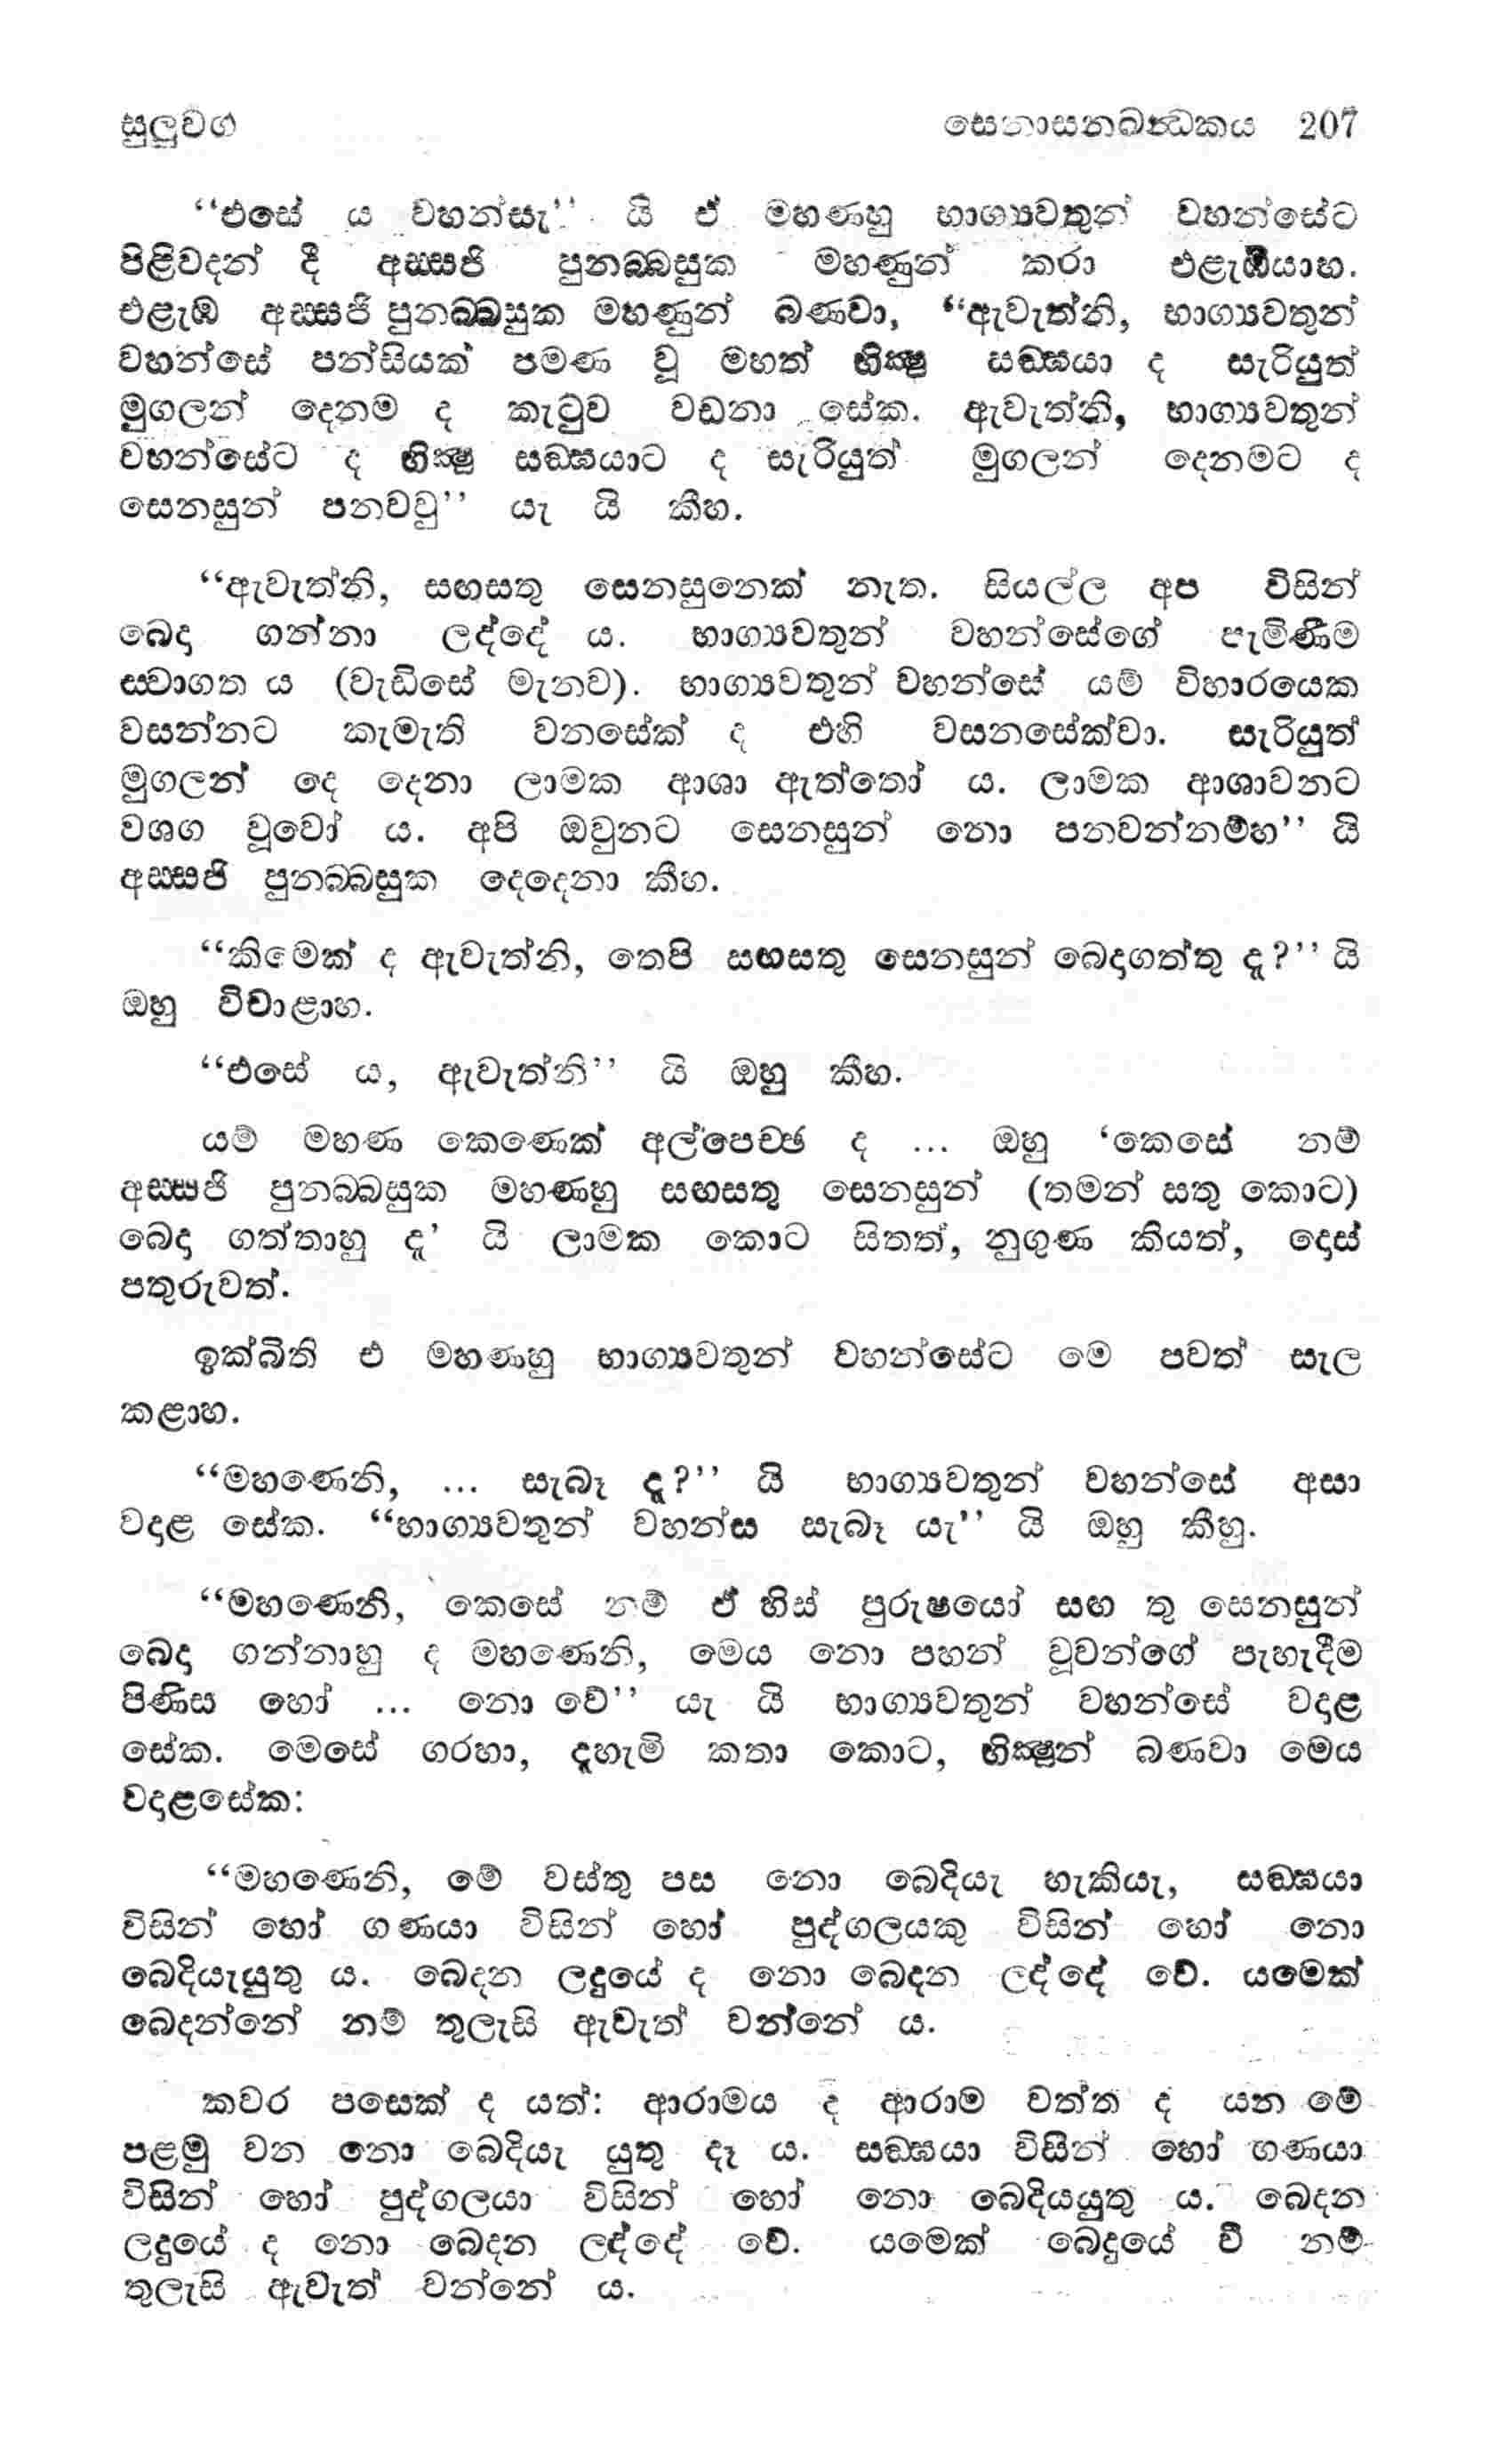 සුලුවග
සෙනාසනඛන්ධකය 207
“එසේ ය වහන්සැ” යි ඒ මහණහු භාග්‍යවතුන් වහන්සේට
පිළිවදන් දී අස්සජි පුනබ්බසුක මහණුන් කරා එළැඹියාහ.
එළැඹ අස්සජි පුනබ්බසුක මහණුන් බණවා, “ඇවැත්නි, භාග්‍යවතුන්
වහන්සේ පන්සියක් පමණ වූ මහත් භික්‍ෂු සඞ්ඝයා ද සැරියුත්
මුගලන් දෙනම ද කැටුව වඩනා සේක. ඇවැත්නි, භාග්‍යවතුන්
වහන්සේට ද භික්‍ෂු සඞ්ඝයාට ද සැරියුත් මුගලන් දෙනමට ද
සෙනසුන් පනවවු” යැ යි කීහ.
“ඇවැත්නි, සඟසතු සෙනසුනෙක් නැත. සියල්ල අප විසින්
බෙදා ගන්නා ලද්දේ ය. භාග්‍යවතුන් වහන්සේගේ පැමිණීම
ස්වාගත ය (වැඩිසේ මැනව). භාග්‍යවතුන් වහන්සේ යම් විහාරයෙක
වසන්නට කැමැති වනසේක් ද එහි වසනසේක්වා. සැරියුත්
මුගලන් දෙ දෙනා ලාමක ආශා ඇත්තෝ ය. ලාමක ආශාවනට
වශග වූවෝ ය. අපි ඔවුනට සෙනසුන් නො පනවන්නම්හ” යි
අස්සජි පුනබ්බසුක දෙදෙනා කීහ.
“කිමෙක් ද ඇවැත්නි, තෙපි සඟසතු සෙනසුන් බෙදාගත්තු ද?” යි
ඔහු විචාළාහ.
“එසේ ය, ඇවැත්නි” යි ඔහු කීහ.
යම් මහණ කෙණෙක් අල්පෙච්ඡ ද ... ඔහු ‘කෙසේ නම්
අස්සජි පුනබ්බසුක මහණහු සඟසතු සෙනසුන් (තමන් සතු කොට)
බෙදා ගත්තාහු ද’ යි ලාමක කොට සිතත්, නුගුණ කියත්, දොස්
පතුරුවත්.
ඉක්බිති එ මහණහු භාග්‍යවතුන් වහන්සේට මෙ පවත් සැල
කළාහ.
“මහණෙනි, ... සැබෑ ද?” යි භාග්‍යවතුන් වහන්සේ අසා
වදාළ සේක. “භාග්‍යවතුන් වහන්ස සැබෑ යැ” යි ඔහු කීහු.
“මහණෙනි, කෙසේ නම් ඒ හිස් පුරුෂයෝ සඟ තු සෙනසුන්
බෙදා ගන්නාහු ද මහණෙනි, මෙය නො පහන් වූවන්ගේ පැහැදීම
පිණිස හෝ ... නො වේ” යැ යි භාග්‍යවතුන් වහන්සේ වදාළ
සේක. මෙසේ ගරහා, දැහැමි කතා කොට, භික්‍ෂූන් බණවා මෙය
වදාළසේක:
“මහණෙනි, මේ වස්තු පස නො බෙදියැ හැකියැ, සඞ්ඝයා
විසින් හෝ ගණයා විසින් හෝ පුද්ගලයකු විසින් හෝ නො
බෙදියැයුතු ය. බෙදන ලදුයේ ද නො බෙදන ලද්දේ වේ. යමෙක්
බෙදන්නේ නම් තුලැසි ඇවැත් වන්නේ ය.
කවර පසෙක් ද යත්: ආරාමය ද ආරාම වත්ත ද යන මේ
පළමු වන නො බෙදියැ යුතු දෑ ය. සඞ්ඝයා විසින් හෝ ගණයා
විසින් හෝ පුද්ගලයා විසින් හෝ නො බෙදියයුතු ය. බෙදන
ලදුයේ ද නො බෙදන ලද්දේ වේ. යමෙක් බෙදුයේ වී නම්
තුලැසි ඇවැත් වන්නේ ය.